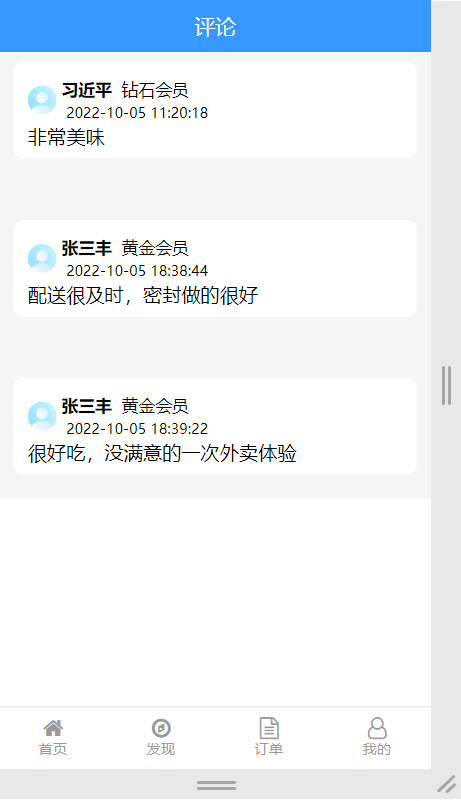 评论
习近平 钻石会员
2022-10-05 11:20:18
非常美味
张三丰 黄金会员
2022-10-05 18:38:44
配送很及时，密封做的很好
张三丰 黄金会员
2022-10-05 18:39:22
很好吃，没满意的一次外卖体验
首页 发现 订单 我的